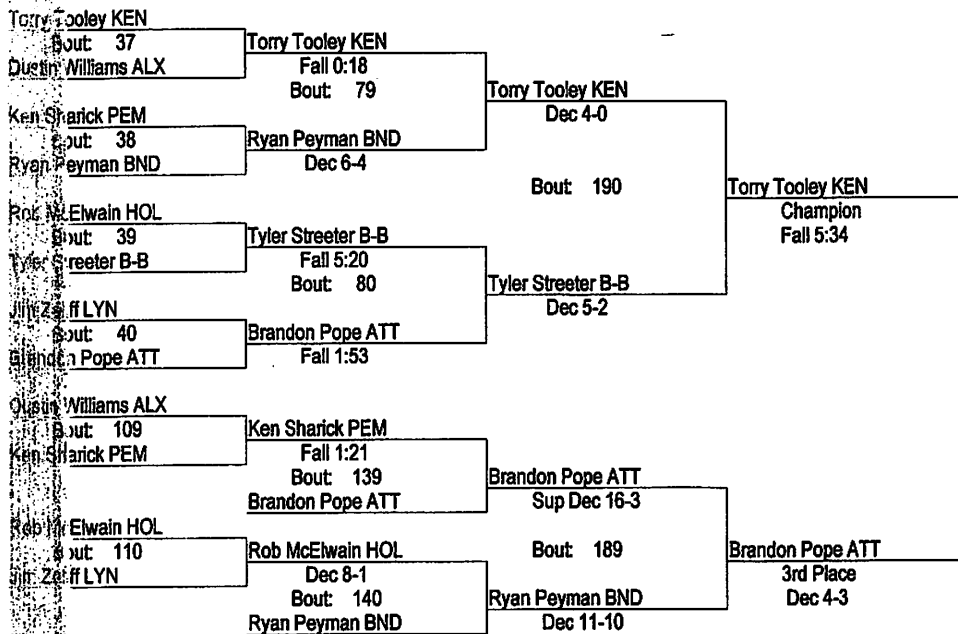 Torry Tooley KEN
Bout: 37
Dustin Williams ALX
Torry Tooley KEN
Fall 0:18
Bout: 79
Ken Sharick PEM
Bout: 38
Ryan Peyman BND
Ryan Peyman BND
Dec 6-4
Torry Tooley KEN
Dec 4-0
Bout: 190
Rob McElwain HOL
Bout: 39
Tyler Streeter B-B
Tyler Streeter B-B
Fall 5:20
Bout: 80
LYN
Bout: 40
Brandon Pope ATT
Brandon Pope ATT
Fall 1:53
Tyler Streeter B-B
Dec 5-2
Torry Tooley KEN
Champion
Fall 5:34
Dustin Williams ALX
Bout: 109
Ken Sharick PEM
Ken Sharick PEM
Fall 1:21
Bout: 139
Brandon Pope ATT
Brandon Pope ATT
Sup Dec 16-3
Bout: 189
Rob McElwain HOL
Bout: 110
LYN
Rob McElwain HOL
Dec 8-1
Bout: 140
Ryan Peyman BND
Ryan Peyman BND
Dec 11-10
Brandon Pope ATT
3rd Place
Dec 4-3